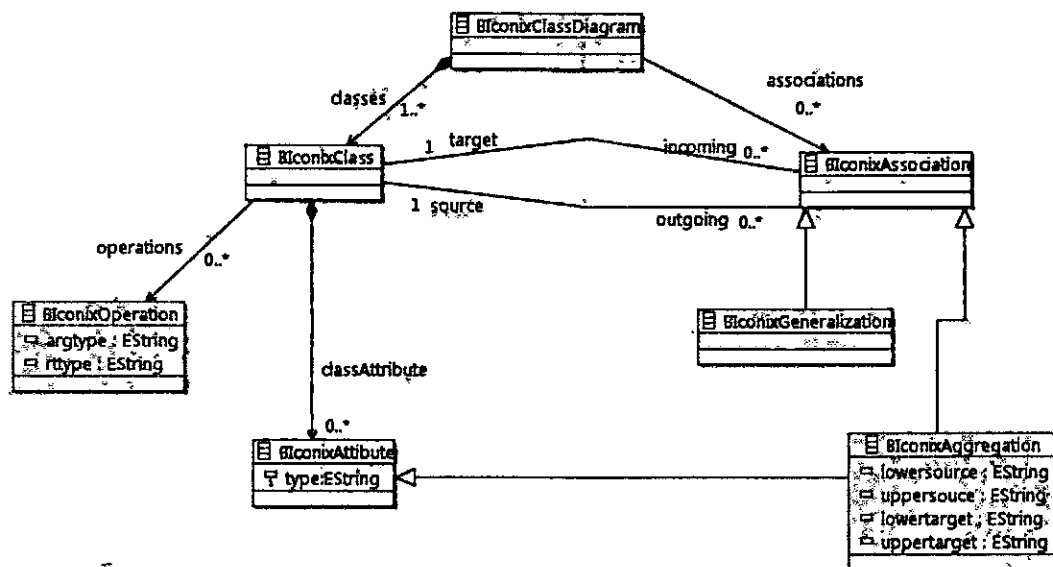 BIconixClassDiagram
associations
0..*
classes
1..*
BIconixClass
1 target
incoming 0..*
BIconixAssociation
1 source
outgoing 0..*
operations
0..*
BIconixOperation
argtype : EString
rttype : EString
BIconixGeneralization
classAttribute
0..*
BIconixAttibute
type:EString
BIconixAggregation
lowersource : EString
uppersouce : EString
lowertarget : EString
uppertarget : EString